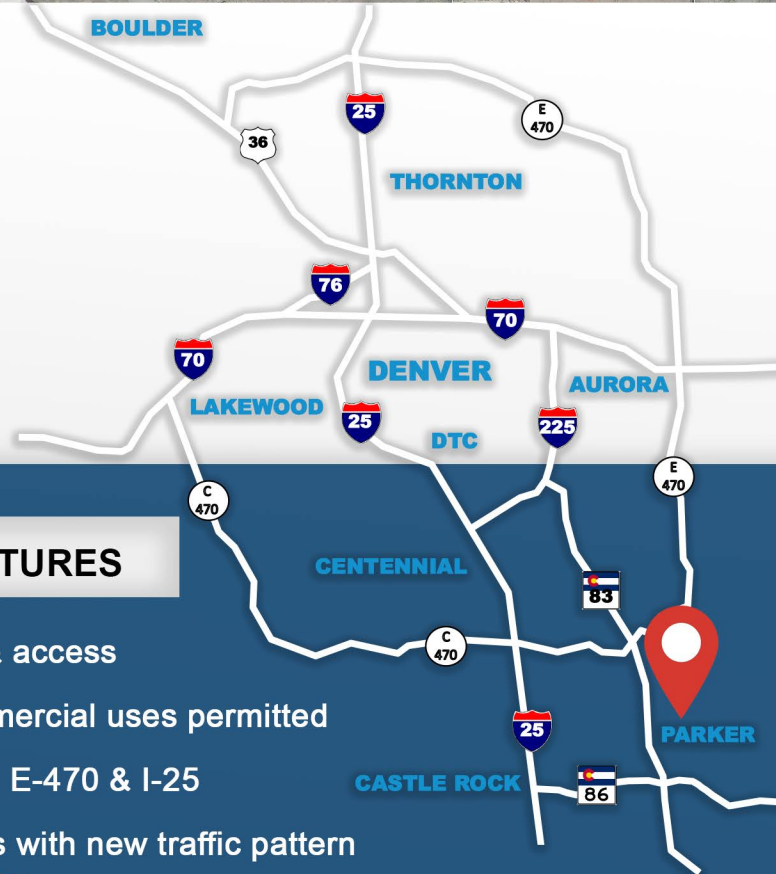 BOULDER
25
E
470
36
THORNTON
76
70
70
DENVER
AURORA
LAKEWOOD
25
225
DTC
E
470
C
470
TURES
CENTENNIAL
83
access
C
470
mercial uses permitted
25
PARKER
E-470 & I-25
CASTLE ROCK
86
s with new traffic pattern